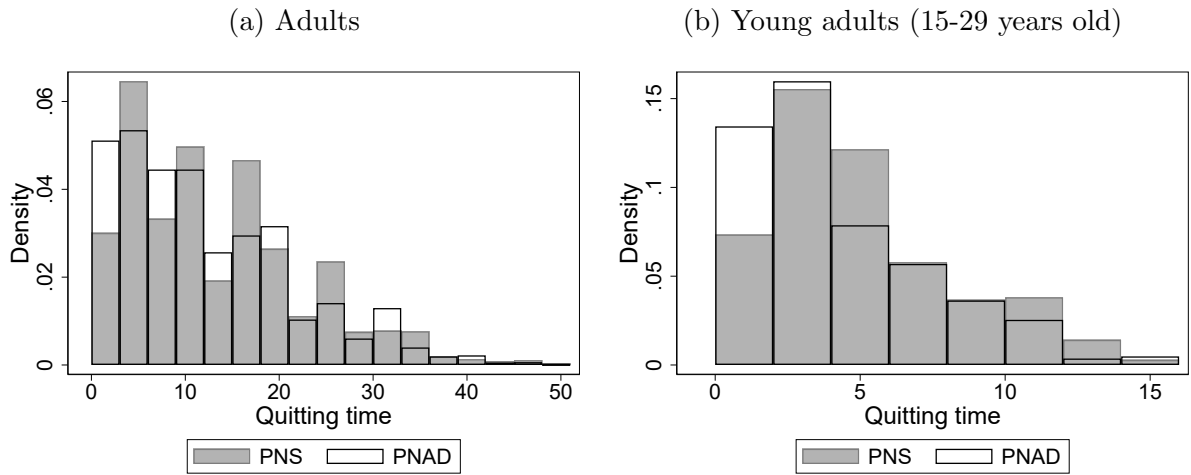 (a) Adults
Density
0 .02 .04 .06
0 10 20 30 40 50
Quitting time
PNS PNAD
(b) Young adults (15-29 years old)
Density
0 .05 .1 .15
0 5 10 15
Quitting time
PNS PNAD